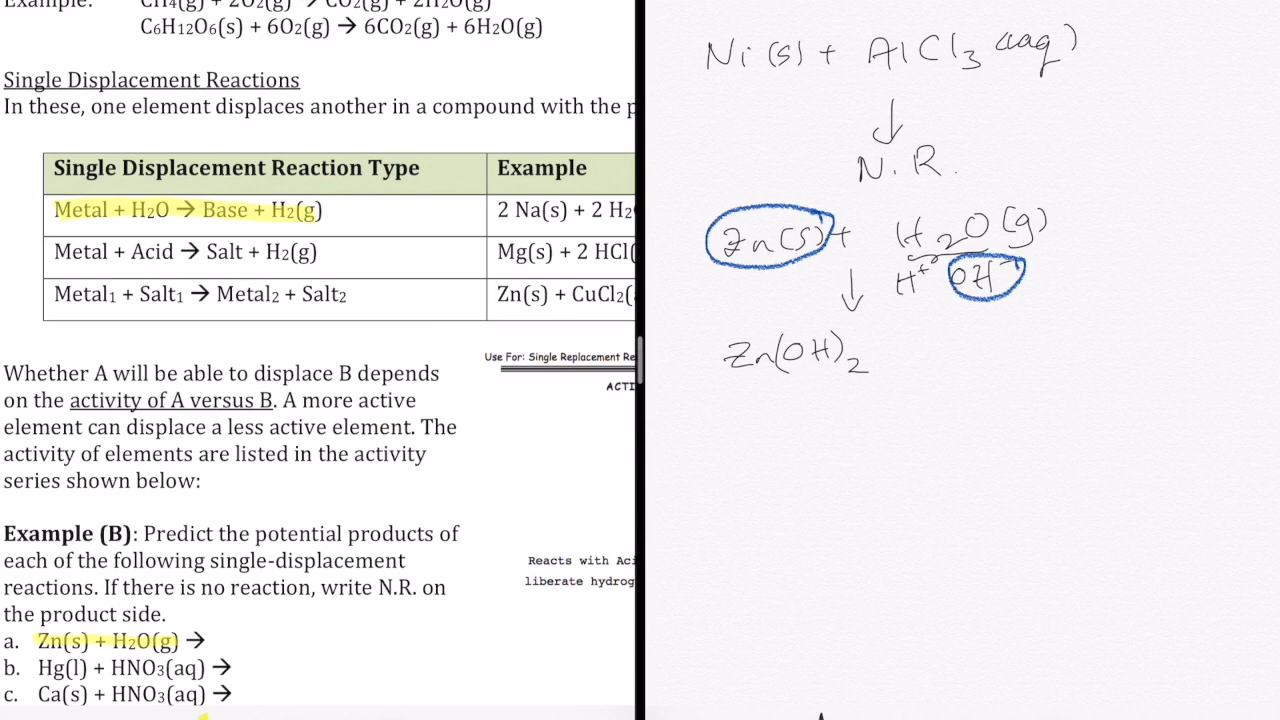 Example: CH4(g) + 2O2(g) → CO2(g) + 2H2O(g)
C6H12O6(s) + 6O2(g) → 6CO2(g) + 6H2O(g)
Single Displacement Reactions
In these, one element displaces another in a compound with the p
Single Displacement Reaction Type Example
Metal + H2O → Base + H2(g) 2 Na(s) + 2 H2
Metal + Acid → Salt + H2(g) Mg(s) + 2 HCl(
Metal1 + Salt1 → Metal2 + Salt2 Zn(s) + CuCl2(
Use For: Single Replacement Re
ACTI
Whether A will be able to displace B depends
on the activity of A versus B. A more active
element can displace a less active element. The
activity of elements are listed in the activity
series shown below:
Example (B): Predict the potential products of
each of the following single-displacement
reactions. If there is no reaction, write N.R. on
the product side.
Reacts with Aci
liberate hydrog
a. Zn(s) + H2O(g) →
b. Hg(l) + HNO3(aq) →
c. Ca(s) + HNO3(aq) →
Ni(s) + AlCl3(aq)
↓
N.R.
Zn(s) + H2O(g)
H+ OH-
↓
Zn(OH)2